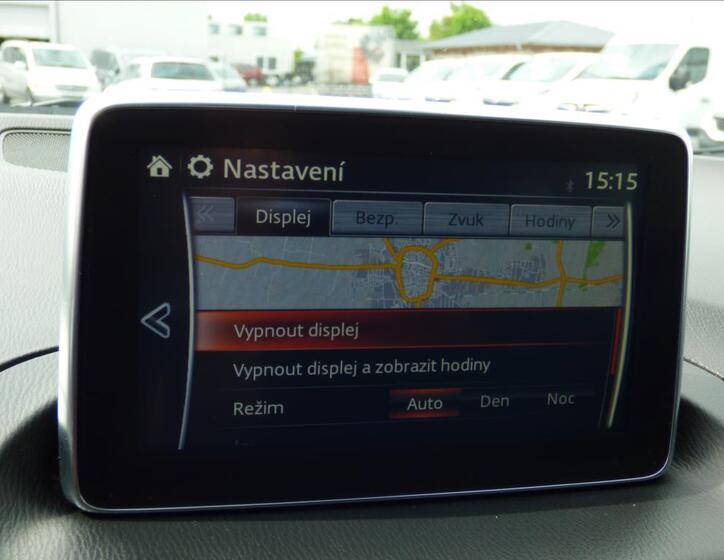 Nastavení
15:15
Displej Bezp. Zvuk Hodiny
Vypnout displej
Vypnout displej a zobrazit hodiny
Režim Auto Den Noc